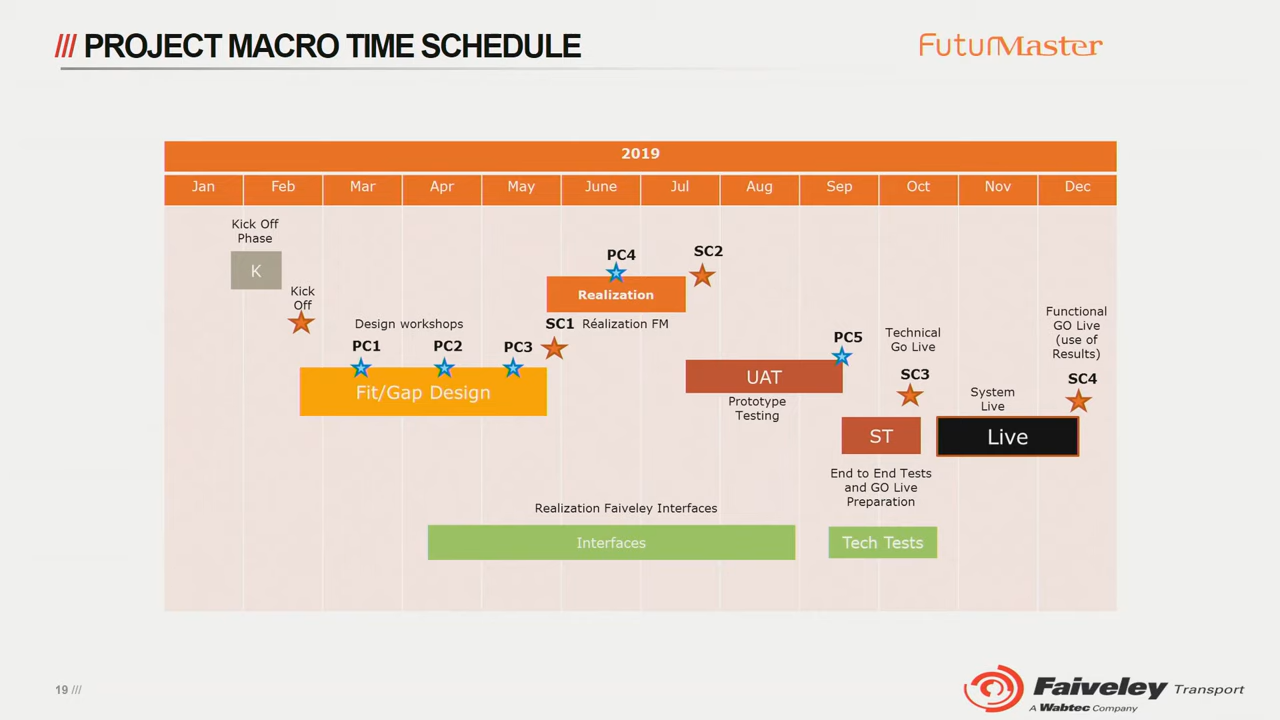 /// PROJECT MACRO TIME SCHEDULE
FuturMaster
2019
Jan Feb Mar Apr May June Jul Aug Sep Oct Nov Dec
Kick Off
Phase
K
Kick
Off
Design workshops
PC1 PC2 PC3
Fit/Gap Design
SC1
PC4
Realization
Réalization FM
SC2
UAT
Prototype
Testing
PC5
Technical
Go Live
SC3
ST
End to End Tests
and GO Live
Preparation
System
Live
Live
Functional
GO Live
(use of
Results)
SC4
Realization Faiveley Interfaces
Interfaces
Tech Tests
19 ///
Faiveley Transport
A Wabtec Company